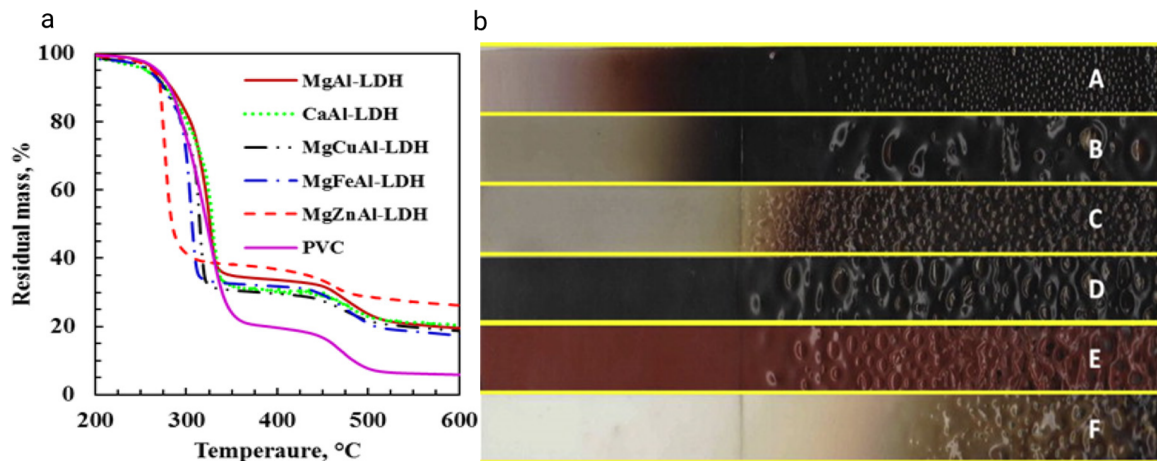 a
b
100
80
60
40
20
0
Residual mass, %
MgAl-LDH
CaAl-LDH
MgCuAl-LDH
MgFeAl-LDH
MgZnAl-LDH
PVC
200 300 400 500 600
Temperaure, °C
A
B
C
D
E
F